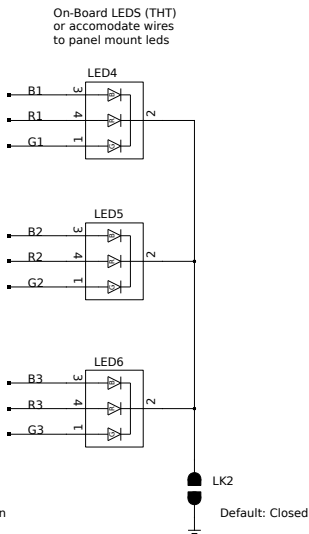 On-Board LEDS (THT)
or accomodate wires
to panel mount leds
LED4
B1 3
R1 4 2
G1 1
LED5
B2 3
R2 4 2
G2 1
LED6
B3 3
R3 4 2
G3 1
LK2
n Default: Closed